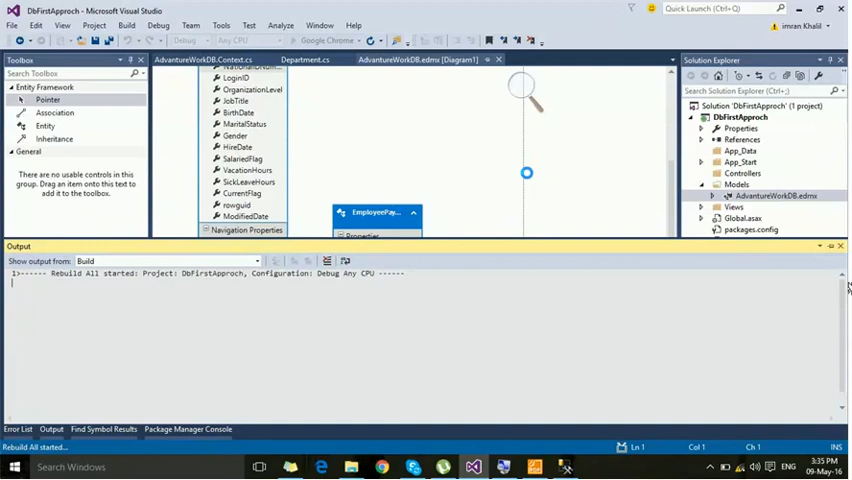 DbFirstApproch - Microsoft Visual Studio
Quick Launch (Ctrl+Q)
File Edit View Project Build Debug Team Tools Test Analyze Window Help
imran Khalil
Debug Any CPU Google Chrome
Toolbox
Search Toolbox
Entity Framework
Pointer
Association
Entity
Inheritance
General
There are no usable controls in this
group. Drag an item onto this text to
add it to the toolbox.
AdvantureWorkDB.Context.cs Department.cs AdvantureWorkDB.edmx [Diagram1]
LoginID
OrganizationLevel
JobTitle
BirthDate
MaritalStatus
Gender
HireDate
SalariedFlag
VacationHours
SickLeaveHours
CurrentFlag
rowguid
ModifiedDate
Navigation Properties
EmployeePay...
Properties
Solution Explorer
Search Solution Explorer (Ctrl+;)
Solution 'DbFirstApproch' (1 project)
DbFirstApproch
Properties
References
App_Data
App_Start
Controllers
Models
AdvantureWorkDB.edmx
Views
Global.asax
packages.config
Output
Show output from: Build
1>------ Rebuild All started: Project: DbFirstApproch, Configuration: Debug Any CPU ------
Error List Output Find Symbol Results Package Manager Console
Rebuild All started... Ln 1 Col 1 Ch 1 INS
Search Windows
ENG
3:35 PM
09-May-16